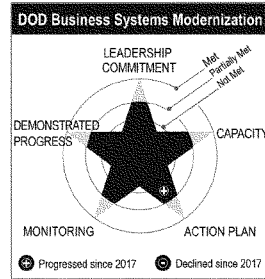 DOD Business Systems Modernization
LEADERSHIP
COMMITMENT
Met
Partially Met
Not Met
DEMONSTRATED
PROGRESS
CAPACITY
MONITORING
ACTION PLAN
Progressed since 2017
Declined since 2017